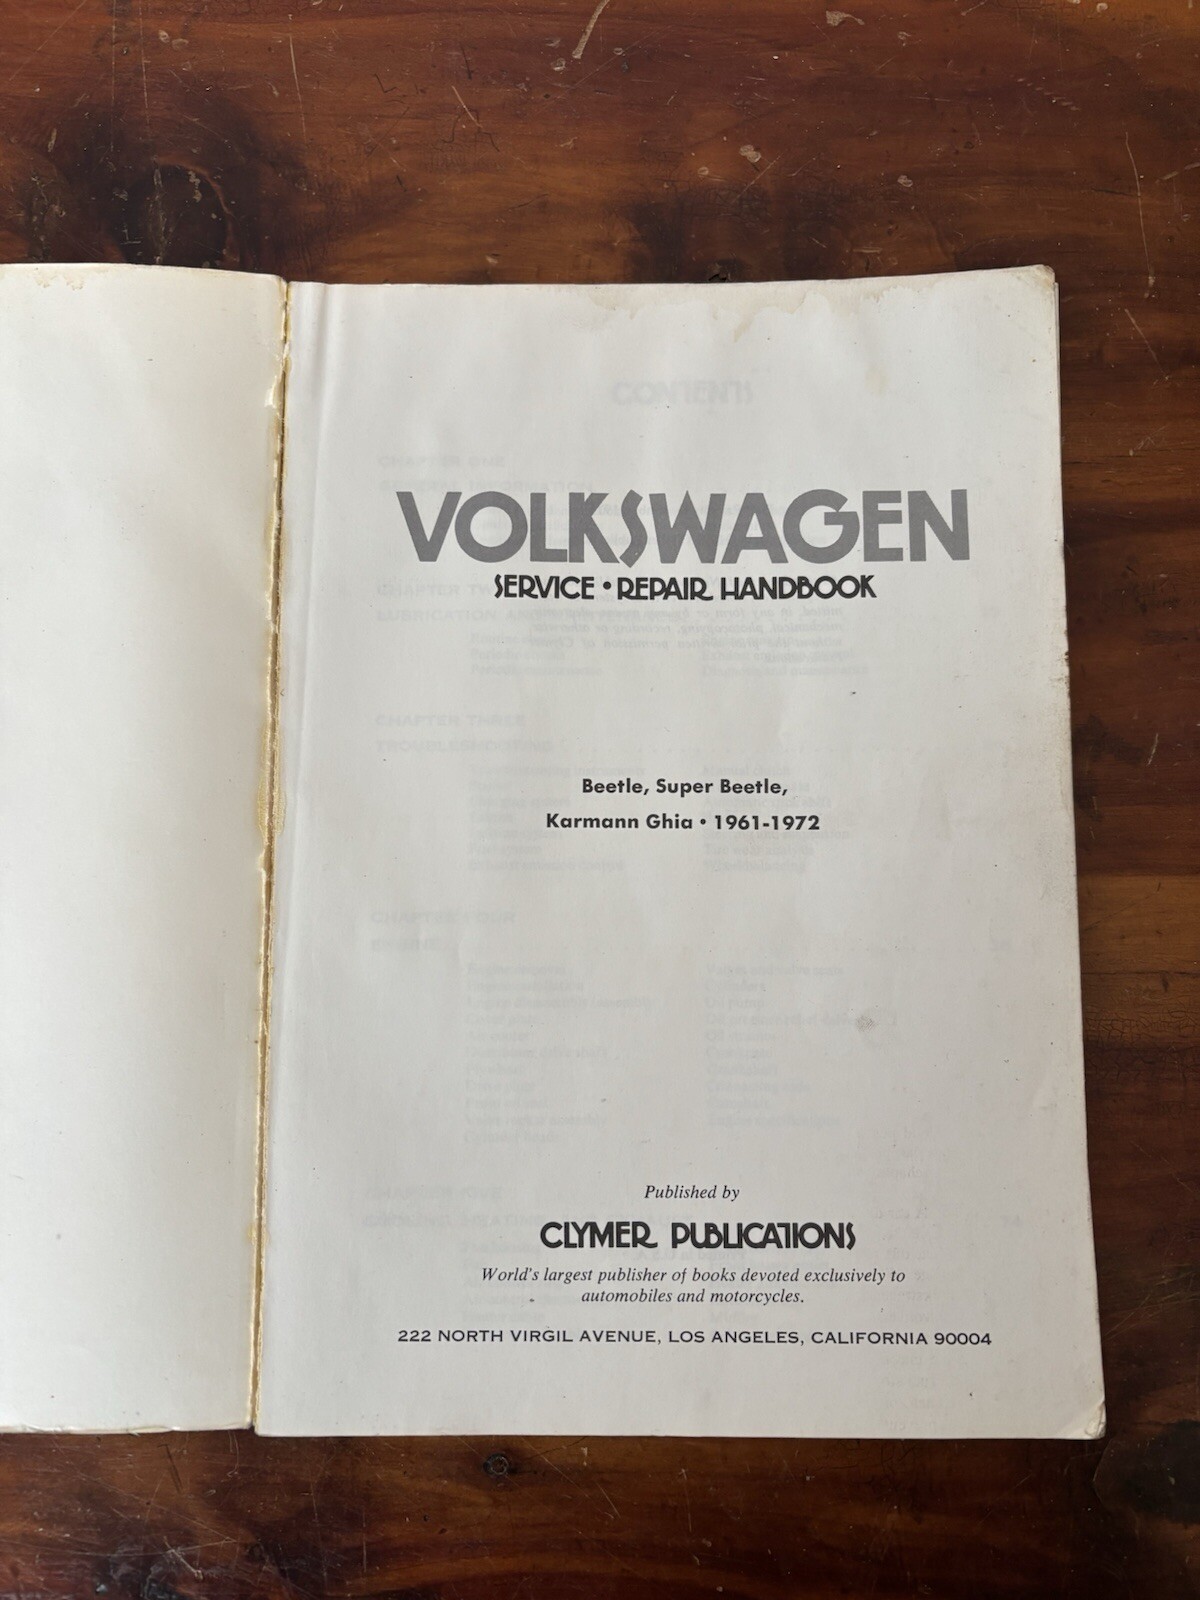 VOLKSWAGEN
SERVICE • REPAIR HANDBOOK
Beetle, Super Beetle,
Karmann Ghia • 1961-1972
Published by
CLYMER PUBLICATIONS
World's largest publisher of books devoted exclusively to
automobiles and motorcycles.
222 NORTH VIRGIL AVENUE, LOS ANGELES, CALIFORNIA 90004